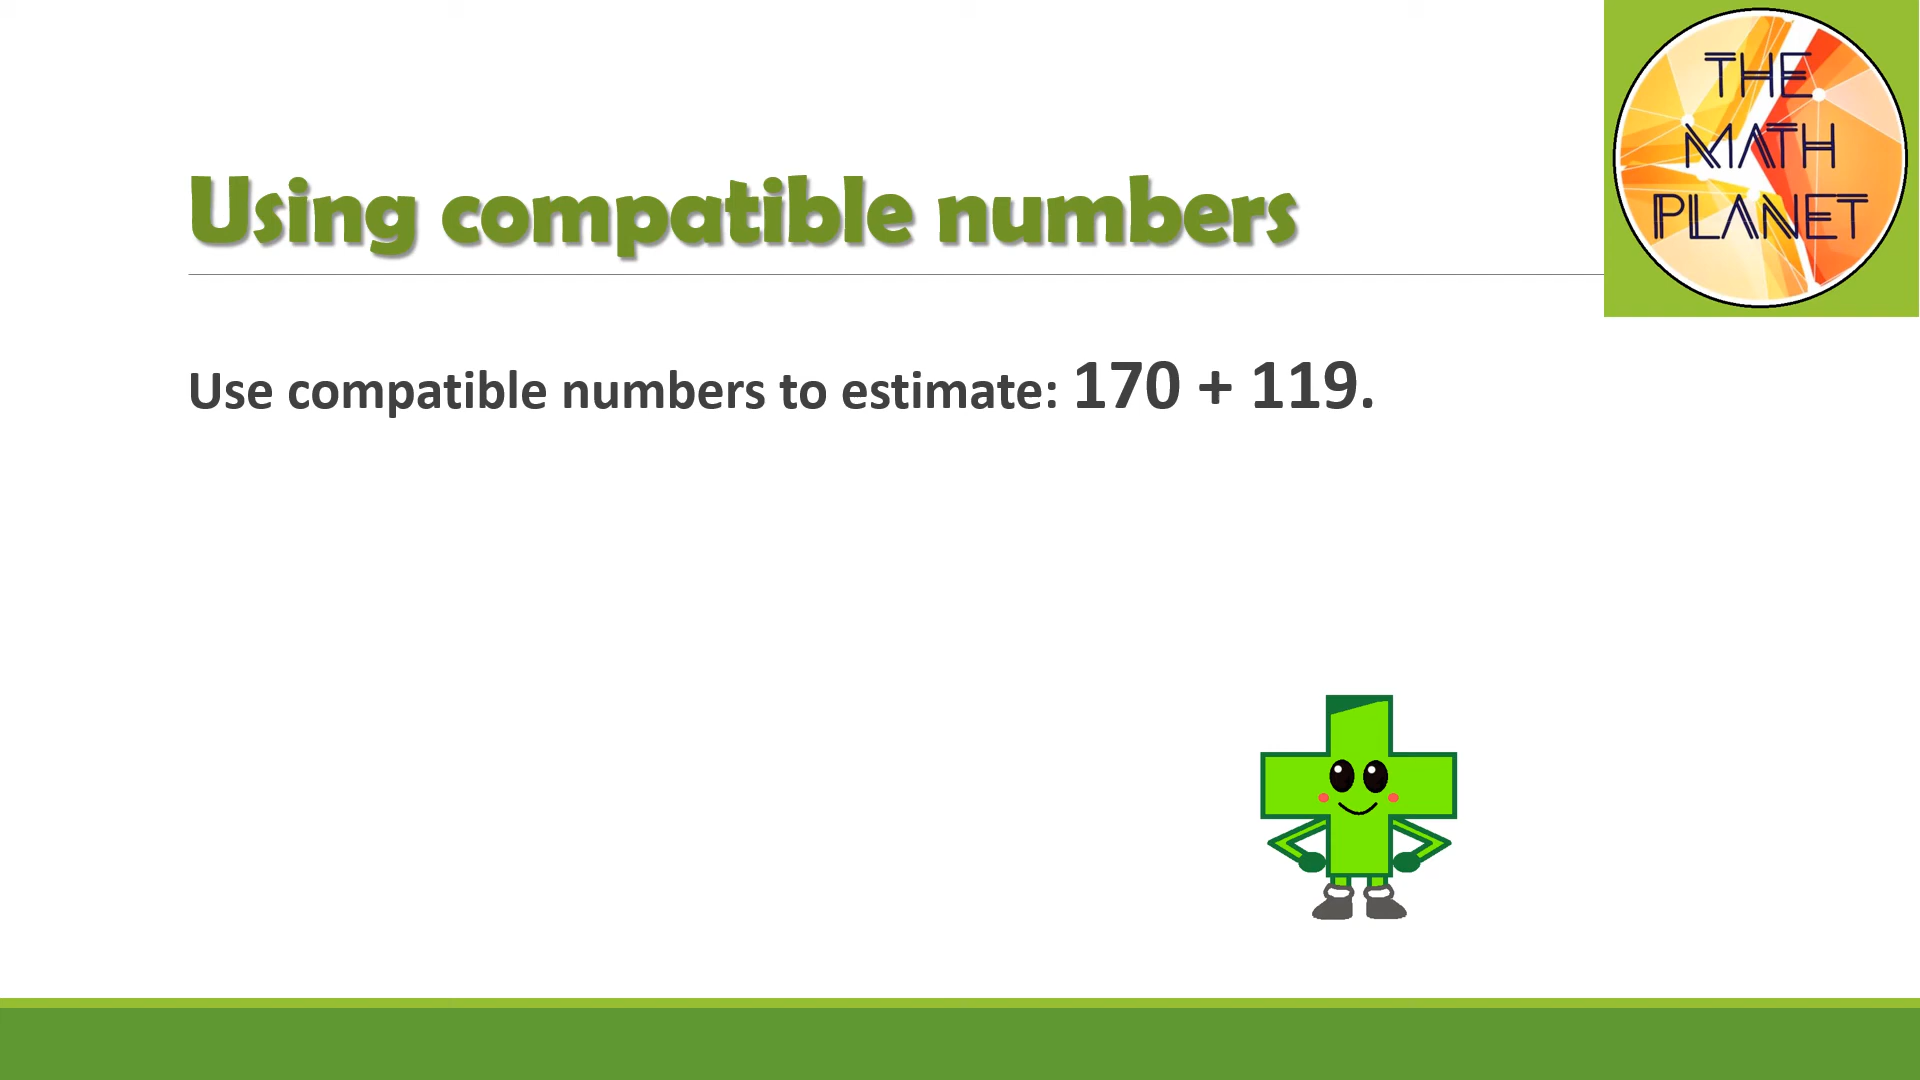 THE
MATH
PLANET
Using compatible numbers
Use compatible numbers to estimate: 170 + 119.